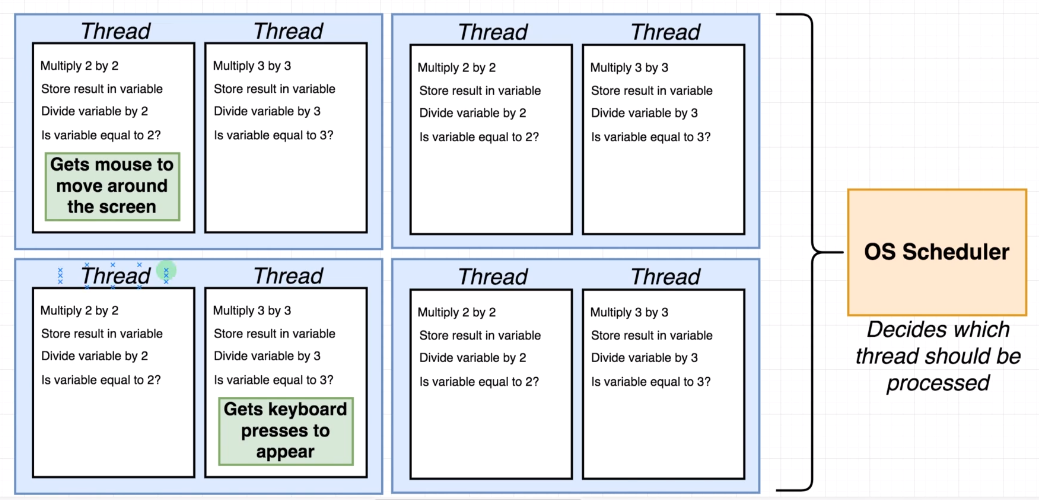 Thread
Multiply 2 by 2
Store result in variable
Divide variable by 2
Is variable equal to 2?
Gets mouse to
move around
the screen
Thread
Multiply 3 by 3
Store result in variable
Divide variable by 3
Is variable equal to 3?
Thread
Multiply 2 by 2
Store result in variable
Divide variable by 2
Is variable equal to 2?
Thread
Multiply 3 by 3
Store result in variable
Divide variable by 3
Is variable equal to 3?
Thread
Multiply 2 by 2
Store result in variable
Divide variable by 2
Is variable equal to 2?
Thread
Multiply 3 by 3
Store result in variable
Divide variable by 3
Is variable equal to 3?
Gets keyboard
presses to
appear
Thread
Multiply 2 by 2
Store result in variable
Divide variable by 2
Is variable equal to 2?
Thread
Multiply 3 by 3
Store result in variable
Divide variable by 3
Is variable equal to 3?
OS Scheduler
Decides which
thread should be
processed